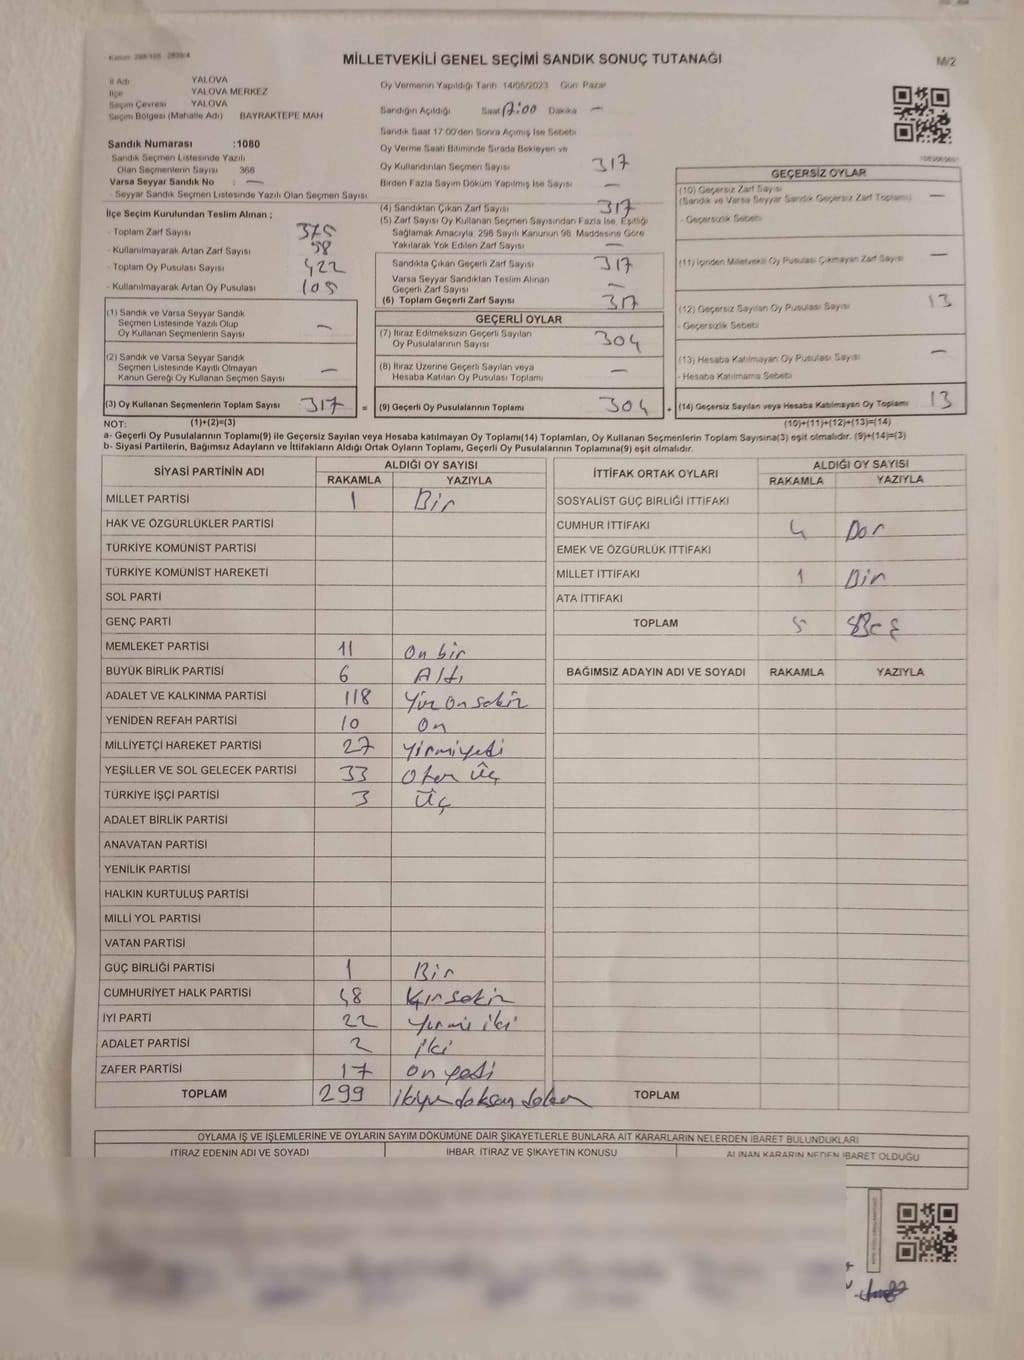 Kanun: 298/105 2839/4
MİLLETVEKİLİ GENEL SEÇİMİ SANDIK SONUÇ TUTANAĞI
M/2
İl Adı YALOVA
İlçe YALOVA MERKEZ
Seçim Çevresi YALOVA
Seçim Bölgesi (Mahalle Adı) BAYRAKTEPE MAH
Oy Vermenin Yapıldığı Tarih 14/05/2023 Gün Pazar
Sandığın Açıldığı Saat 17:00 Dakika —
Sandık Saat 17:00'den Sonra Açılmış İse Sebebi
Sandık Numarası :1080
Sandık Seçmen Listesinde Yazılı
Olan Seçmenlerin Sayısı 368
Varsa Seyyar Sandık No : —
Seyyar Sandık Seçmen Listesinde Yazılı Olan Seçmen Sayısı
Oy Verme Saati Bitiminde Sırada Bekleyen ve
Oy Kullandırılan Seçmen Sayısı 317
Birden Fazla Sayım Döküm Yapılmış İse Sayısı —
İlçe Seçim Kurulundan Teslim Alınan ;
- Toplam Zarf Sayısı 375
- Kullanılmayarak Artan Zarf Sayısı 58
- Toplam Oy Pusulası Sayısı 422
- Kullanılmayarak Artan Oy Pusulası 105
(1) Sandık ve Varsa Seyyar Sandık
Seçmen Listesinde Yazılı Olup
Oy Kullanan Seçmenlerin Sayısı —
(2) Sandık ve Varsa Seyyar Sandık
Seçmen Listesinde Kayıtlı Olmayan
Kanun Gereği Oy Kullanan Seçmen Sayısı —
(3) Oy Kullanan Seçmenlerin Toplam Sayısı 317 =
(4) Sandıktan Çıkan Zarf Sayısı 317
(5) Zarf Sayısı Oy Kullanan Seçmen Sayısından Fazla İse, Eşitliği
Sağlamak Amacıyla, 298 Sayılı Kanunun 98. Maddesine Göre
Yakılarak Yok Edilen Zarf Sayısı —
Sandıkta Çıkan Geçerli Zarf Sayısı 317
Varsa Seyyar Sandıktan Teslim Alınan
Geçerli Zarf Sayısı —
(6) Toplam Geçerli Zarf Sayısı 317
GEÇERLİ OYLAR
(7) İtiraz Edilmeksizin Geçerli Sayılan
Oy Pusulalarının Sayısı 304
(8) İtiraz Üzerine Geçerli Sayılan veya
Hesaba Katılan Oy Pusulası Toplamı —
(9) Geçerli Oy Pusulalarının Toplamı 304 +
GEÇERSİZ OYLAR
(10) Geçersiz Zarf Sayısı
(Sandık ve Varsa Seyyar Sandık Geçersiz Zarf Toplamı) —
- Geçersizlik Sebebi
(11) İçinden Milletvekili Oy Pusulası Çıkmayan Zarf Sayısı —
(12) Geçersiz Sayılan Oy Pusulası Sayısı 13
- Geçersizlik Sebebi
(13) Hesaba Katılmayan Oy Pusulası Sayısı —
- Hesaba Katılmama Sebebi
(14) Geçersiz Sayılan veya Hesaba Katılmayan Oy Toplamı 13
NOT: (1)+(2)=(3) (10)+(11)+(12)+(13)=(14)
a- Geçerli Oy Pusulalarının Toplamı(9) ile Geçersiz Sayılan veya Hesaba katılmayan Oy Toplamı(14) Toplamları, Oy Kullanan Seçmenlerin Toplam Sayısına(3) eşit olmalıdır. (9)+(14)=(3)
b- Siyasi Partilerin, Bağımsız Adayların ve İttifakların Aldığı Ortak Oyların Toplamı, Geçerli Oy Pusulalarının Toplamına(9) eşit olmalıdır.
SİYASİ PARTİNİN ADI ALDIĞI OY SAYISI
RAKAMLA YAZIYLA
MİLLET PARTİSİ 1 Bir
HAK VE ÖZGÜRLÜKLER PARTİSİ
TÜRKİYE KOMÜNİST PARTİSİ
TÜRKİYE KOMÜNİST HAREKETİ
SOL PARTİ
GENÇ PARTİ
MEMLEKET PARTİSİ 11 On bir
BÜYÜK BİRLİK PARTİSİ 6 Altı
ADALET VE KALKINMA PARTİSİ 118 Yüz On sekiz
YENİDEN REFAH PARTİSİ 10 On
MİLLİYETÇİ HAREKET PARTİSİ 27 Yirmiyedi
YEŞİLLER VE SOL GELECEK PARTİSİ 33 Otuz Üç
TÜRKİYE İŞÇİ PARTİSİ 3 Üç
ADALET BİRLİK PARTİSİ
ANAVATAN PARTİSİ
YENİLİK PARTİSİ
HALKIN KURTULUŞ PARTİSİ
MİLLİ YOL PARTİSİ
VATAN PARTİSİ
GÜÇ BİRLİĞİ PARTİSİ 1 Bir
CUMHURİYET HALK PARTİSİ 48 Kırksekiz
İYİ PARTİ 22 Yirmi iki
ADALET PARTİSİ 2 İki
ZAFER PARTİSİ 17 On yedi
TOPLAM 299 ikiyüz doksan dokuz
İTTİFAK ORTAK OYLARI ALDIĞI OY SAYISI
RAKAMLA YAZIYLA
SOSYALİST GÜÇ BİRLİĞİ İTTİFAKI
CUMHUR İTTİFAKI 4 Dör
EMEK VE ÖZGÜRLÜK İTTİFAKI
MİLLET İTTİFAKI 1 Bir
ATA İTTİFAKI
TOPLAM 5 Beş
BAĞIMSIZ ADAYIN ADI VE SOYADI RAKAMLA YAZIYLA
TOPLAM
OYLAMA İŞ VE İŞLEMLERİNE VE OYLARIN SAYIM DÖKÜMÜNE DAİR ŞİKAYETLERLE BUNLARA AİT KARARLARIN NELERDEN İBARET BULUNDUKLARI
İTİRAZ EDENİN ADI VE SOYADI İHBAR, İTİRAZ VE ŞİKAYETİN KONUSU ALINAN KARARIN NEDEN İBARET OLDUĞU